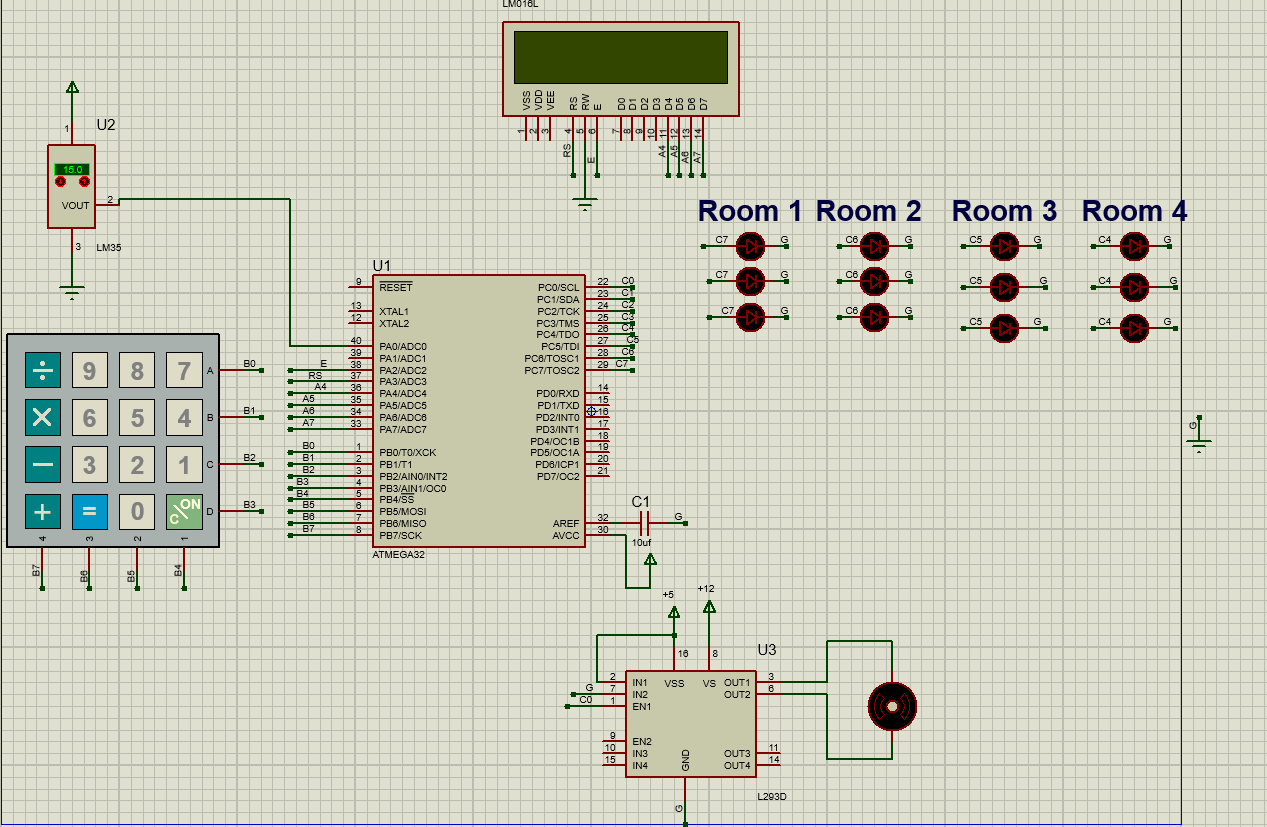 LM016L
VSS VDD VEE RS RW E D0 D1 D2 D3 D4 D5 D6 D7
1 2 3 4 5 6 7 8 9 10 11 12 13 14
RS E A4 A5 A6 A7
1
U2
15.0
VOUT 2
3 LM35
Room 1 Room 2 Room 3 Room 4
C7 G C6 G C5 G C4 G
C7 G C6 G C5 G C4 G
C7 G C6 G C5 G C4 G
U1
9 RESET PC0/SCL 22 C0
PC1/SDA 23 C1
13 XTAL1 PC2/TCK 24 C2
12 XTAL2 PC3/TMS 25 C3
PC4/TDO 26 C4
40 PA0/ADC0 PC5/TDI 27 C5
39 PA1/ADC1 PC6/TOSC1 28 C6
E 38 PA2/ADC2 PC7/TOSC2 29 C7
RS 37 PA3/ADC3
A4 36 PA4/ADC4 PD0/RXD 14
A5 35 PA5/ADC5 PD1/TXD 15
A6 34 PA6/ADC6 PD2/INT0 16
A7 33 PA7/ADC7 PD3/INT1 17
PD4/OC1B 18
B0 1 PB0/T0/XCK PD5/OC1A 19
B1 2 PB1/T1 PD6/ICP1 20
B2 3 PB2/AIN0/INT2 PD7/OC2 21
B3 4 PB3/AIN1/OC0
B4 5 PB4/SS
B5 6 PB5/MOSI
B6 7 PB6/MISO AREF 32
B7 8 PB7/SCK AVCC 30
ATMEGA32
C1
G
10uf
÷ 9 8 7 A B0
× 6 5 4 B B1
− 3 2 1 C B2
+ = 0 ON C D B3
4 3 2 1
B7 B6 B5 B4
G
+5 +12
16 8
U3
2 IN1 VSS VS OUT1 3
G 7 IN2 OUT2 6
C0 1 EN1
9 EN2
10 IN3 OUT3 11
15 IN4 GND OUT4 14
L293D
G